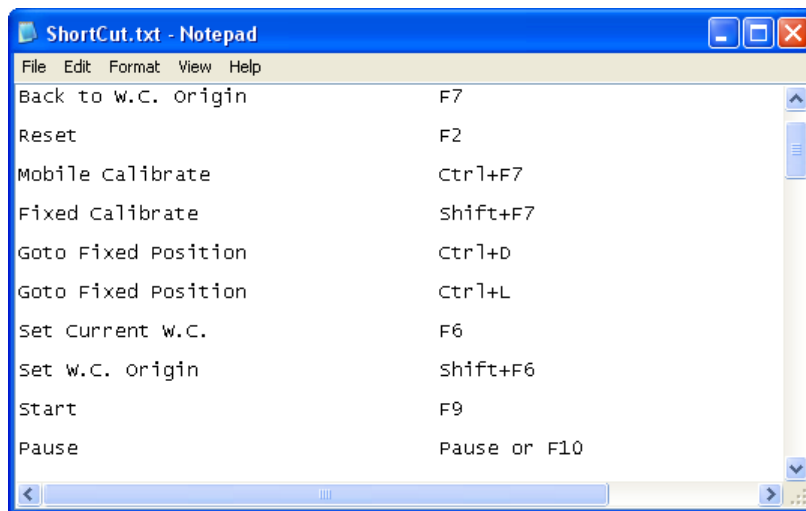 ShortCut.txt - Notepad
File Edit Format View Help
Back to W.C. Origin F7
Reset F2
Mobile Calibrate Ctrl+F7
Fixed Calibrate Shift+F7
Goto Fixed Position Ctrl+D
Goto Fixed Position Ctrl+L
Set Current W.C. F6
Set W.C. Origin Shift+F6
Start F9
Pause Pause or F10